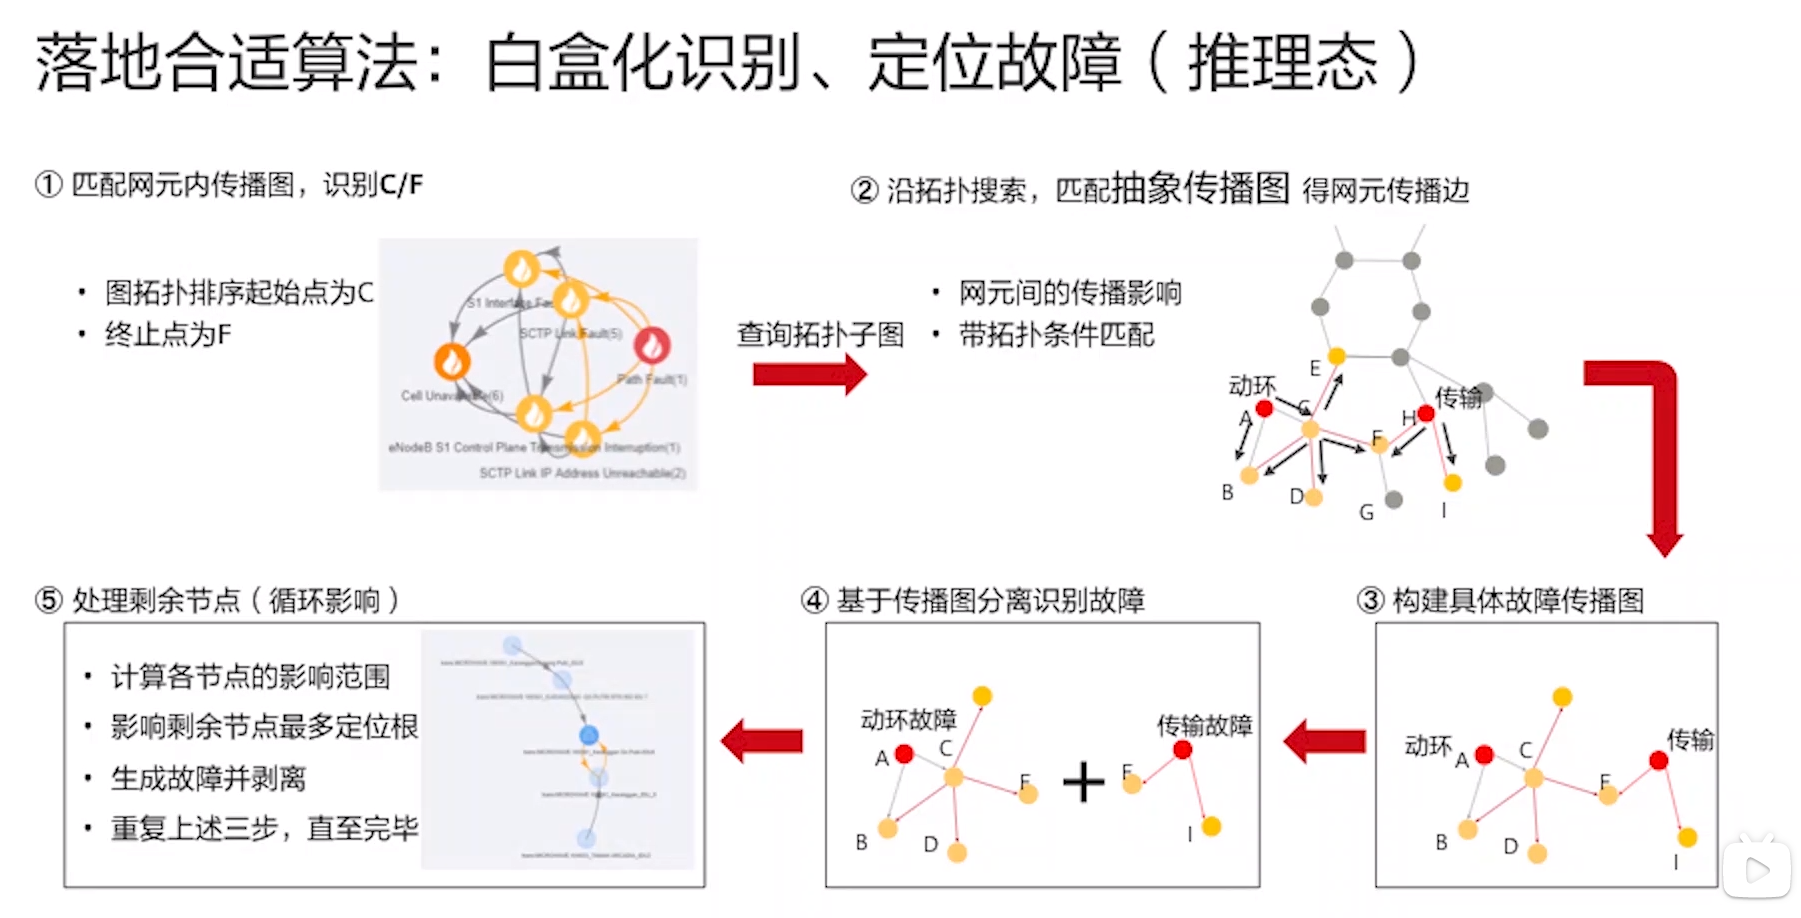 落地合适算法：白盒化识别、定位故障（推理态）
① 匹配网元内传播图，识别C/F
• 图拓扑排序起始点为C
• 终止点为F
S1 Interface Fau
SCTP Link Fault(5)
Path Fault(1)
Cell Unavailable(6)
eNodeB S1 Control Plane Transmission Interruption(1)
SCTP Link IP Address Unreachable(2)
查询拓扑子图
② 沿拓扑搜索，匹配抽象传播图 得网元传播边
• 网元间的传播影响
• 带拓扑条件匹配
E
动环
C
A
传输
H
F
B
D
G
I
③ 构建具体故障传播图
动环
A
C
传输
F
B
D
I
④ 基于传播图分离识别故障
动环故障
A
C
F
B
D
+
传输故障
F
I
⑤ 处理剩余节点（循环影响）
• 计算各节点的影响范围
• 影响剩余节点最多定位根
• 生成故障并剥离
• 重复上述三步，直至完毕